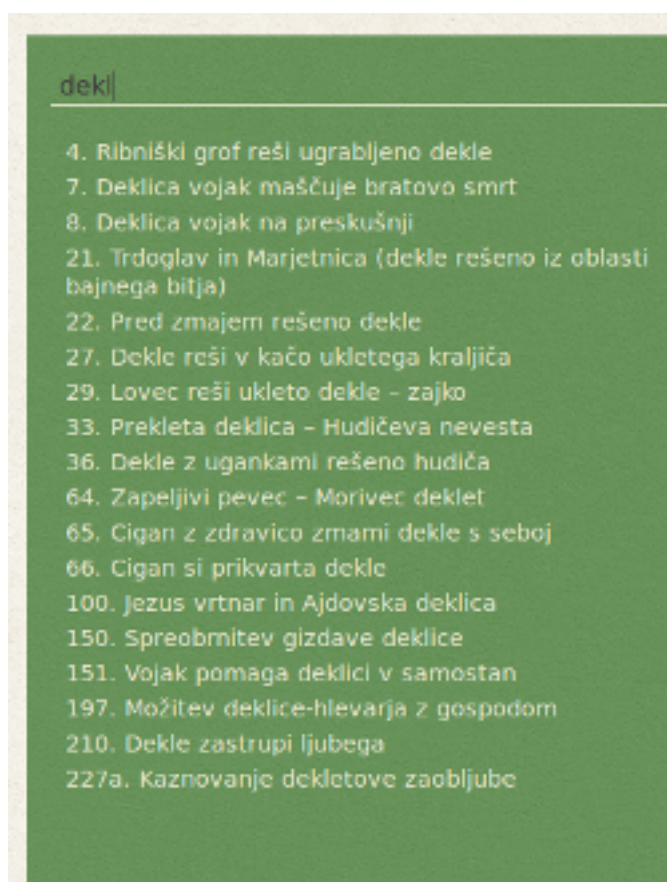 dekl
4. Ribniški grof reši ugrabljeno dekle
7. Deklica vojak maščuje bratovo smrt
8. Deklica vojak na preskušnji
21. Trdoglav in Marjetnica (dekle rešeno iz oblasti
bajnega bitja)
22. Pred zmajem rešeno dekle
27. Dekle reši v kačo ukletega kraljiča
29. Lovec reši ukleto dekle – zajko
33. Prekleta deklica – Hudičeva nevesta
36. Dekle z ugankami rešeno hudiča
64. Zapeljivi pevec – Morivec deklet
65. Cigan z zdravico zmami dekle s seboj
66. Cigan si prikvarta dekle
100. Jezus vrtnar in Ajdovska deklica
150. Spreobrnitev gizdave deklice
151. Vojak pomaga deklici v samostan
197. Možitev deklice-hlevarja z gospodom
210. Dekle zastrupi ljubega
227a. Kaznovanje dekletove zaobljube